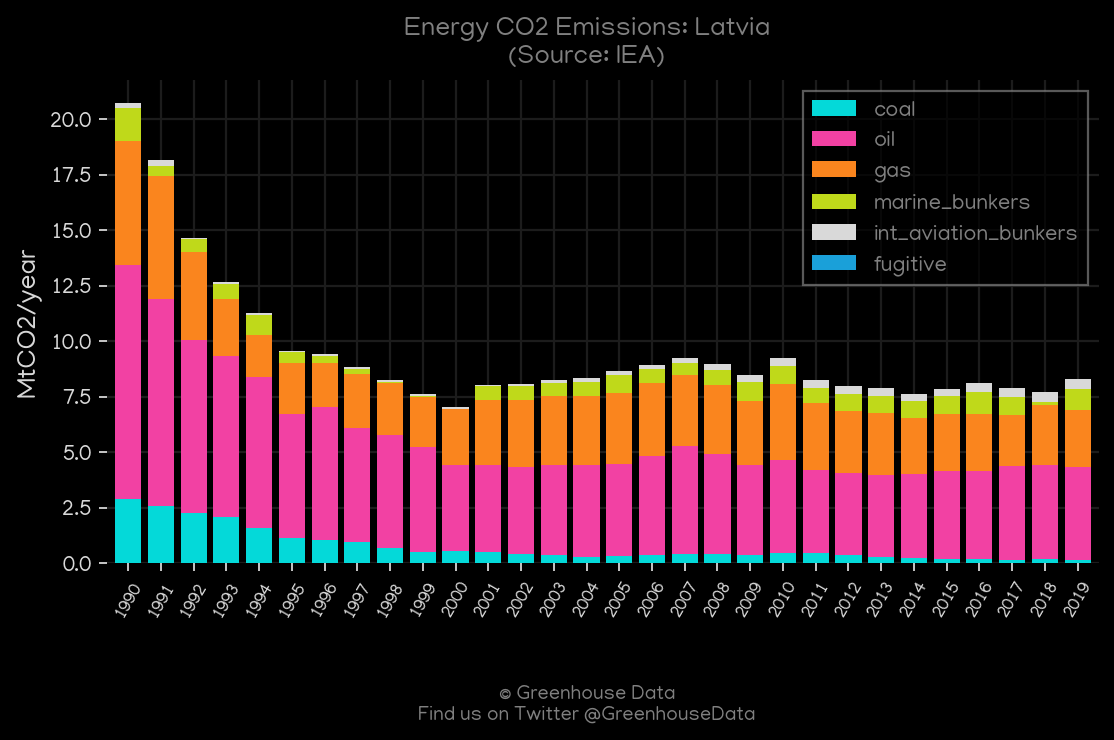 Energy CO2 Emissions: Latvia
(Source: IEA)
MtCO2/year
20.0
17.5
15.0
12.5
10.0
7.5
5.0
2.5
0.0
coal
oil
gas
marine_bunkers
int_aviation_bunkers
fugitive
1990 1991 1992 1993 1994 1995 1996 1997 1998 1999 2000 2001 2002 2003 2004 2005 2006 2007 2008 2009 2010 2011 2012 2013 2014 2015 2016 2017 2018 2019
© Greenhouse Data
Find us on Twitter @GreenhouseData